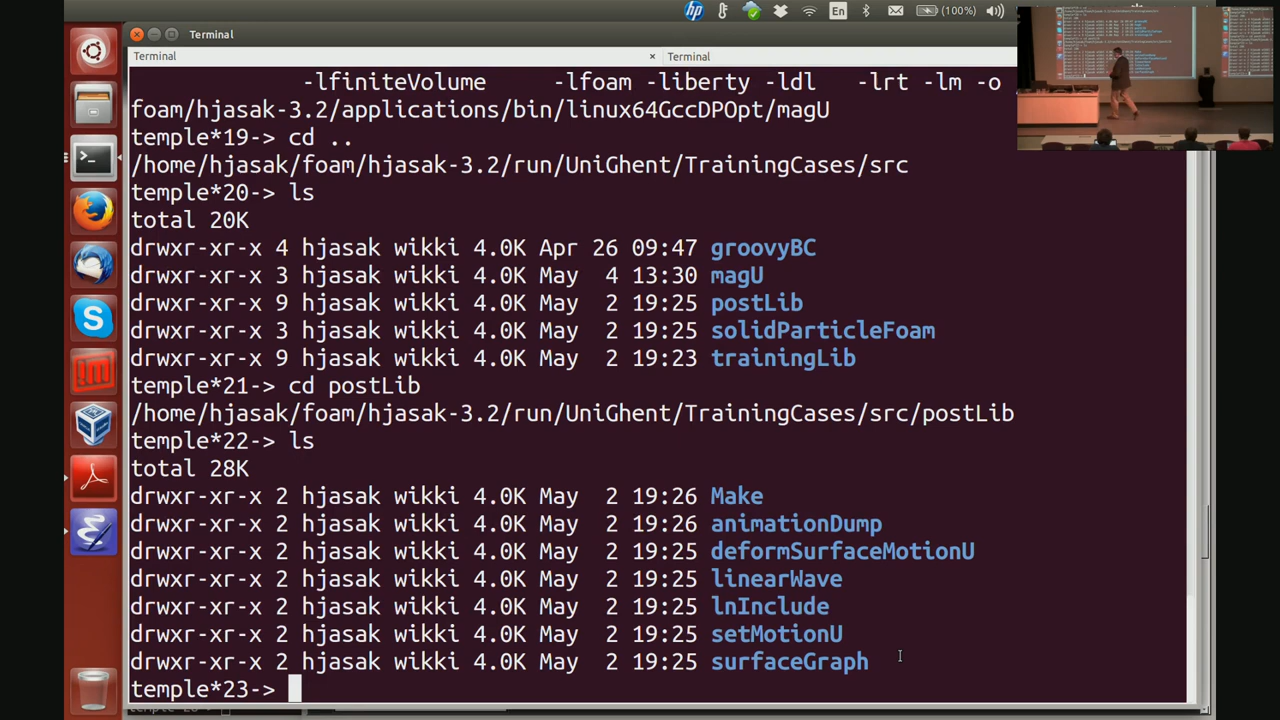 hp
En
(100%)
Terminal
Terminal
×
Terminal
-lfiniteVolume -lfoam -liberty -ldl -lrt -lm -o
foam/hjasak-3.2/applications/bin/linux64GccDPOpt/magU
temple*19-> cd ..
/home/hjasak/foam/hjasak-3.2/run/UniGhent/TrainingCases/src
temple*20-> ls
total 20K
drwxr-xr-x 4 hjasak wikki 4.0K Apr 26 09:47 groovyBC
drwxr-xr-x 3 hjasak wikki 4.0K May  4 13:30 magU
drwxr-xr-x 9 hjasak wikki 4.0K May  2 19:25 postLib
drwxr-xr-x 3 hjasak wikki 4.0K May  2 19:25 solidParticleFoam
drwxr-xr-x 9 hjasak wikki 4.0K May  2 19:23 trainingLib
temple*21-> cd postLib
/home/hjasak/foam/hjasak-3.2/run/UniGhent/TrainingCases/src/postLib
temple*22-> ls
total 28K
drwxr-xr-x 2 hjasak wikki 4.0K May  2 19:26 Make
drwxr-xr-x 2 hjasak wikki 4.0K May  2 19:26 animationDump
drwxr-xr-x 2 hjasak wikki 4.0K May  2 19:25 deformSurfaceMotionU
drwxr-xr-x 2 hjasak wikki 4.0K May  2 19:25 linearWave
drwxr-xr-x 2 hjasak wikki 4.0K May  2 19:25 lnInclude
drwxr-xr-x 2 hjasak wikki 4.0K May  2 19:25 setMotionU
drwxr-xr-x 2 hjasak wikki 4.0K May  2 19:25 surfaceGraph
temple*23->